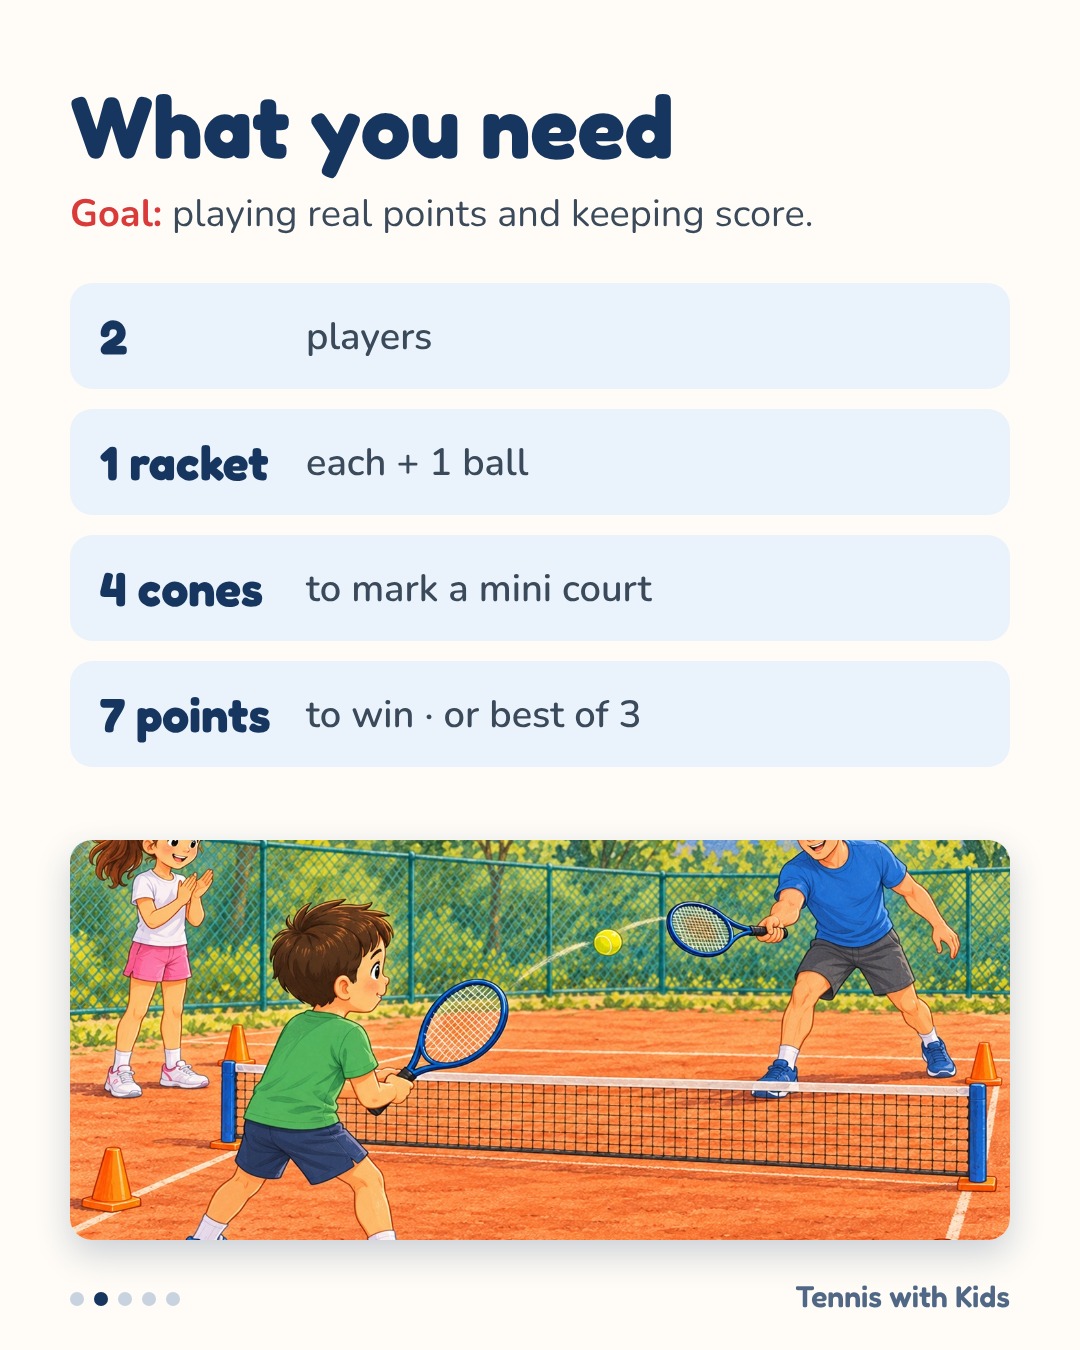 What you need
Goal: playing real points and keeping score.
2 players
1 racket each + 1 ball
4 cones to mark a mini court
7 points to win · or best of 3
Tennis with Kids